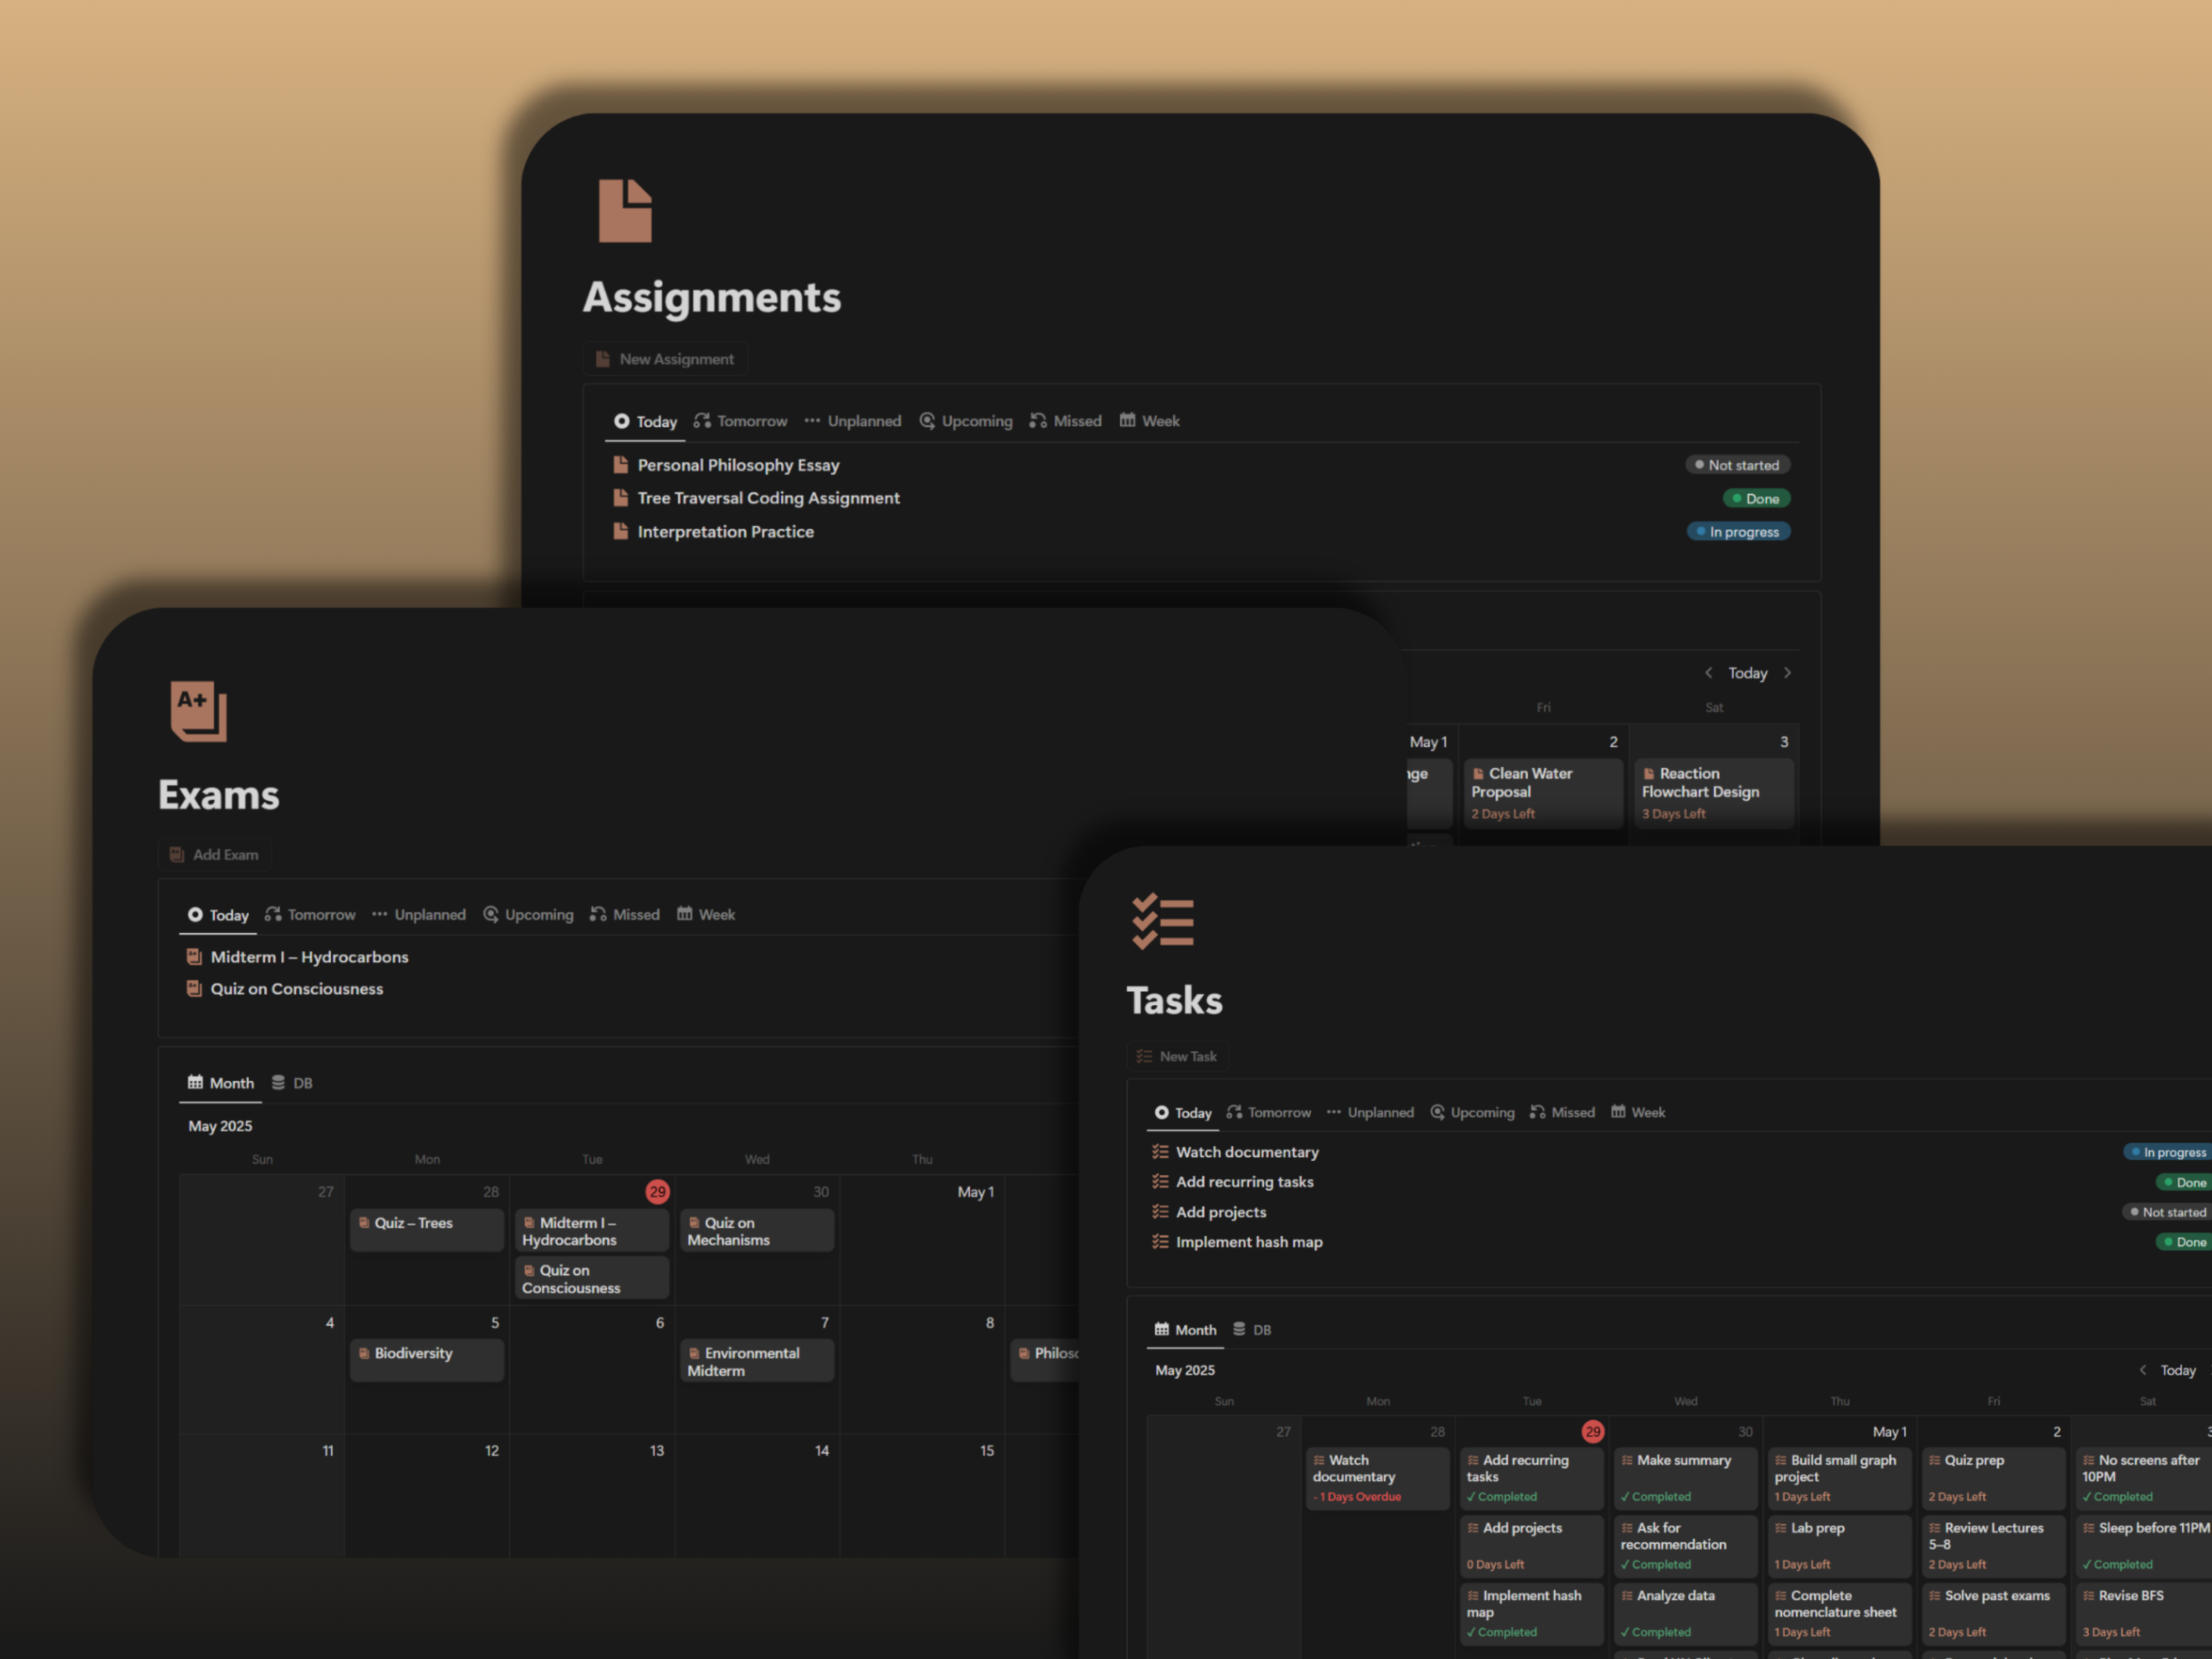 Assignments
New Assignment
Today Tomorrow Unplanned Upcoming Missed Week
Personal Philosophy Essay Not started
Tree Traversal Coding Assignment Done
Interpretation Practice In progress
Today
Fri Sat
May 1 2 3
Clean Water
Proposal
2 Days Left
Reaction
Flowchart Design
3 Days Left
A+
Exams
Add Exam
Today Tomorrow Unplanned Upcoming Missed Week
Midterm I – Hydrocarbons
Quiz on Consciousness
Month DB
May 2025
Sun Mon Tue Wed Thu
27 28 29 30 May 1
Quiz – Trees
Midterm I –
Hydrocarbons
Quiz on
Consciousness
Quiz on
Mechanisms
4 5 6 7 8
Biodiversity
Environmental
Midterm
11 12 13 14 15
Tasks
New Task
Today Tomorrow Unplanned Upcoming Missed Week
Watch documentary In progress
Add recurring tasks Done
Add projects Not started
Implement hash map Done
Month DB
May 2025 Today
Sun Mon Tue Wed Thu Fri Sat
27 28 29 30 May 1 2 3
Watch
documentary
- 1 Days Overdue
Add recurring
tasks
✓ Completed
Add projects
0 Days Left
Implement hash
map
✓ Completed
Make summary
✓ Completed
Ask for
recommendation
✓ Completed
Analyze data
✓ Completed
Build small graph
project
1 Days Left
Lab prep
1 Days Left
Complete
nomenclature sheet
1 Days Left
Quiz prep
2 Days Left
Review Lectures
5–8
2 Days Left
Solve past exams
2 Days Left
No screens after
10PM
✓ Completed
Sleep before 11PM
✓ Completed
Revise BFS
3 Days Left